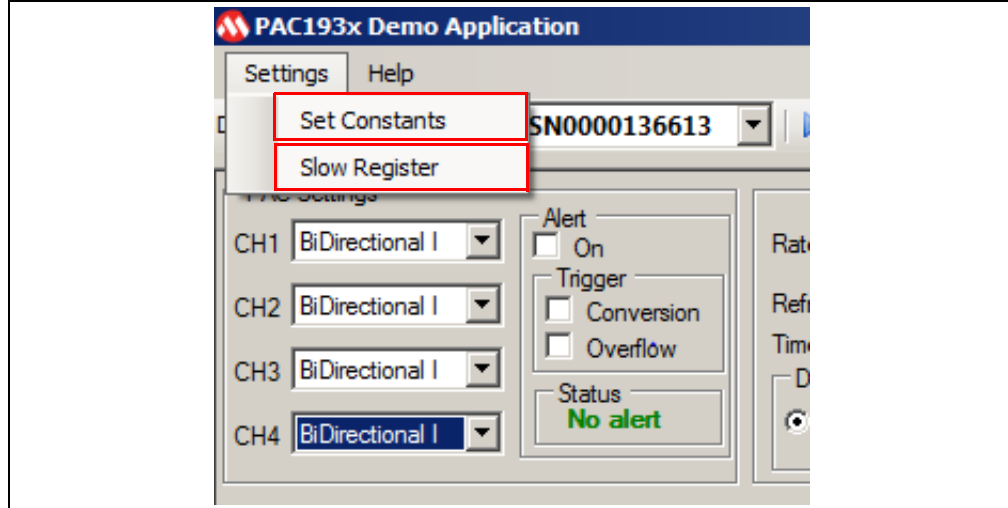 PAC193x Demo Application
Settings Help
Set Constants
SN0000136613
Slow Register
Settings
CH1 BiDirectional I
CH2 BiDirectional I
CH3 BiDirectional I
CH4 BiDirectional I
Alert
On
Trigger
Conversion
Overflow
Status
No alert